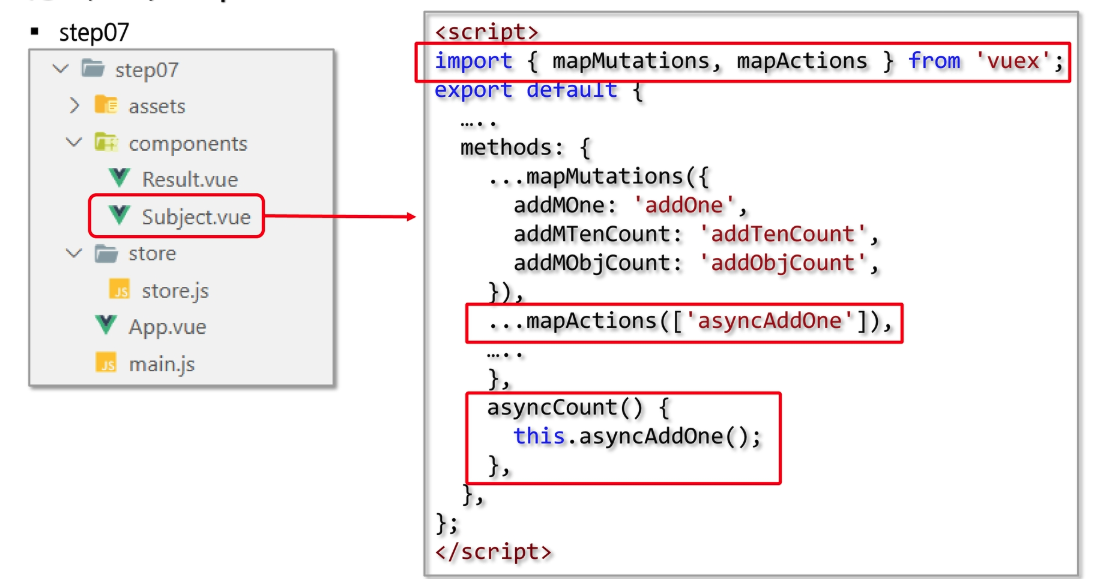 ▪ step07
step07
assets
components
Result.vue
Subject.vue
store
store.js
App.vue
main.js
<script>
import { mapMutations, mapActions } from 'vuex';
export default {
…..
methods: {
...mapMutations({
addMOne: 'addOne',
addMTenCount: 'addTenCount',
addMObjCount: 'addObjCount',
}),
...mapActions(['asyncAddOne']),
…..
},
asyncCount() {
this.asyncAddOne();
},
},
};
</script>